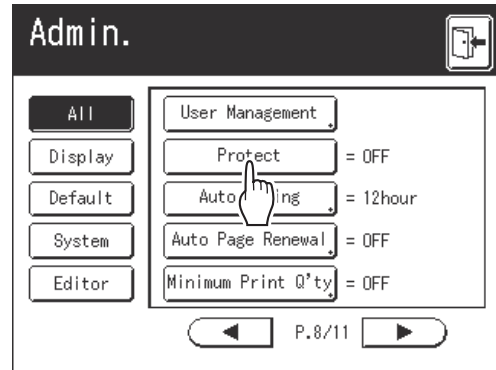 Admin.
All
User Management
Display
Protect = OFF
Default
Auto ing = 12hour
System
Auto Page Renewal = OFF
Editor
Minimum Print Q'ty = OFF
P.8/11